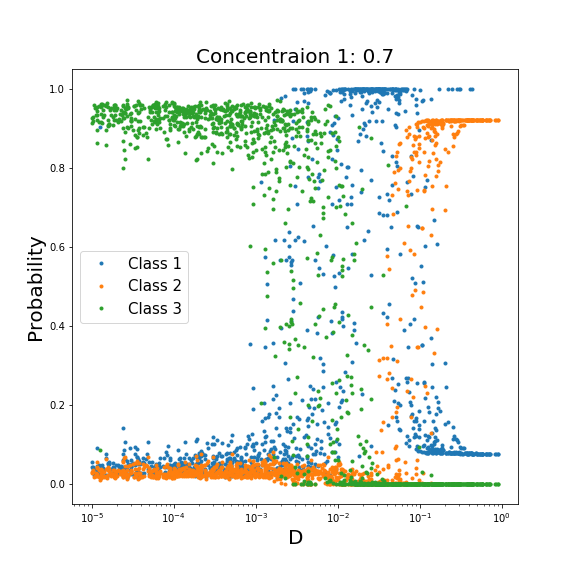 Concentraion 1: 0.7
1.0
0.8
0.6
0.4
0.2
0.0
Probability
Class 1
Class 2
Class 3
10⁻⁵ 10⁻⁴ 10⁻³ 10⁻² 10⁻¹ 10⁰
D